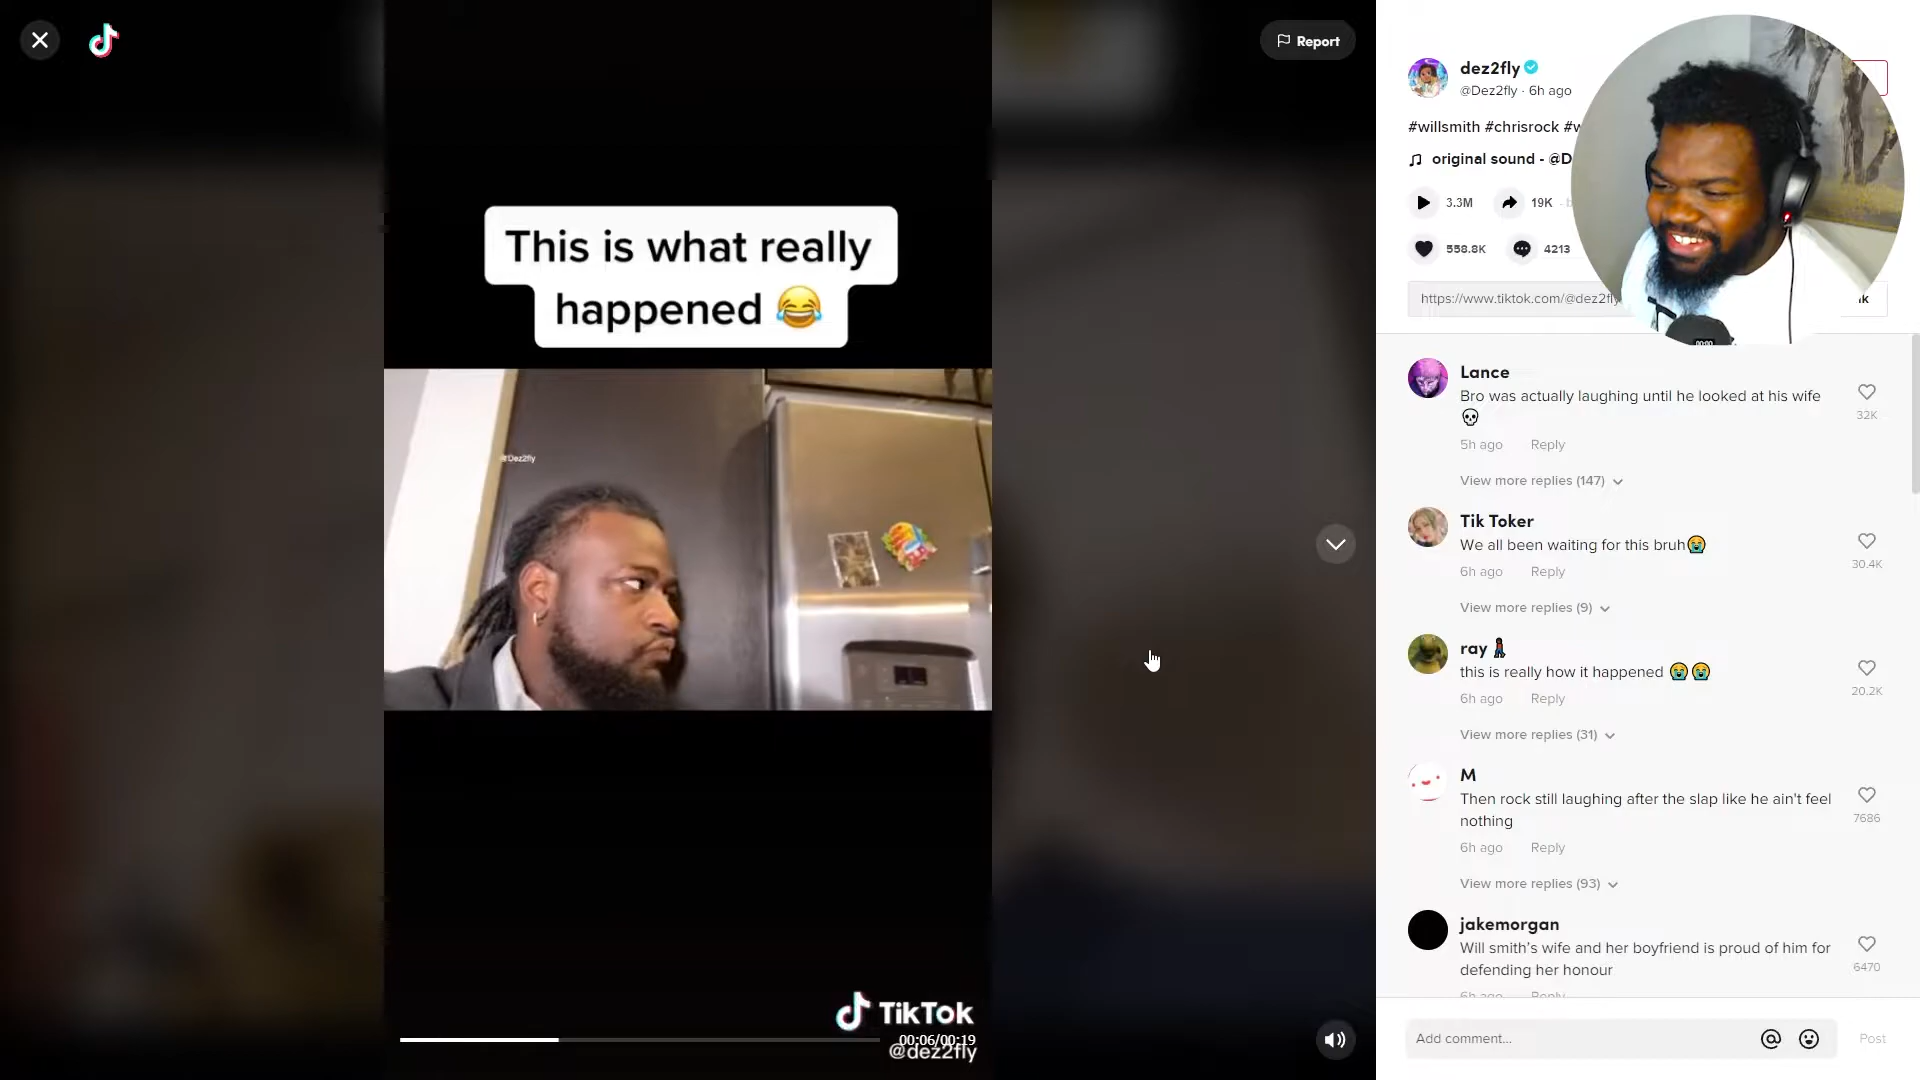 Report
This is what really
happened 😂
@Dez2fly
TikTok
00:06/00:19
@dez2fly
dez2fly
@Dez2fly · 6h ago
#willsmith #chrisrock
original sound - @D
3.3M
19K
558.8K
4213
https://www.tiktok.com/@dez2fly
Lance
Bro was actually laughing until he looked at his wife
💀
32K
5h ago Reply
View more replies (147)
Tik Toker
We all been waiting for this bruh😭
30.4K
6h ago Reply
View more replies (9)
ray
this is really how it happened 😭😭
20.2K
6h ago Reply
View more replies (31)
M
Then rock still laughing after the slap like he ain't feel
nothing
7686
6h ago Reply
View more replies (93)
jakemorgan
Will smith's wife and her boyfriend is proud of him for
defending her honour
6470
6h ago Reply
Add comment...
Post